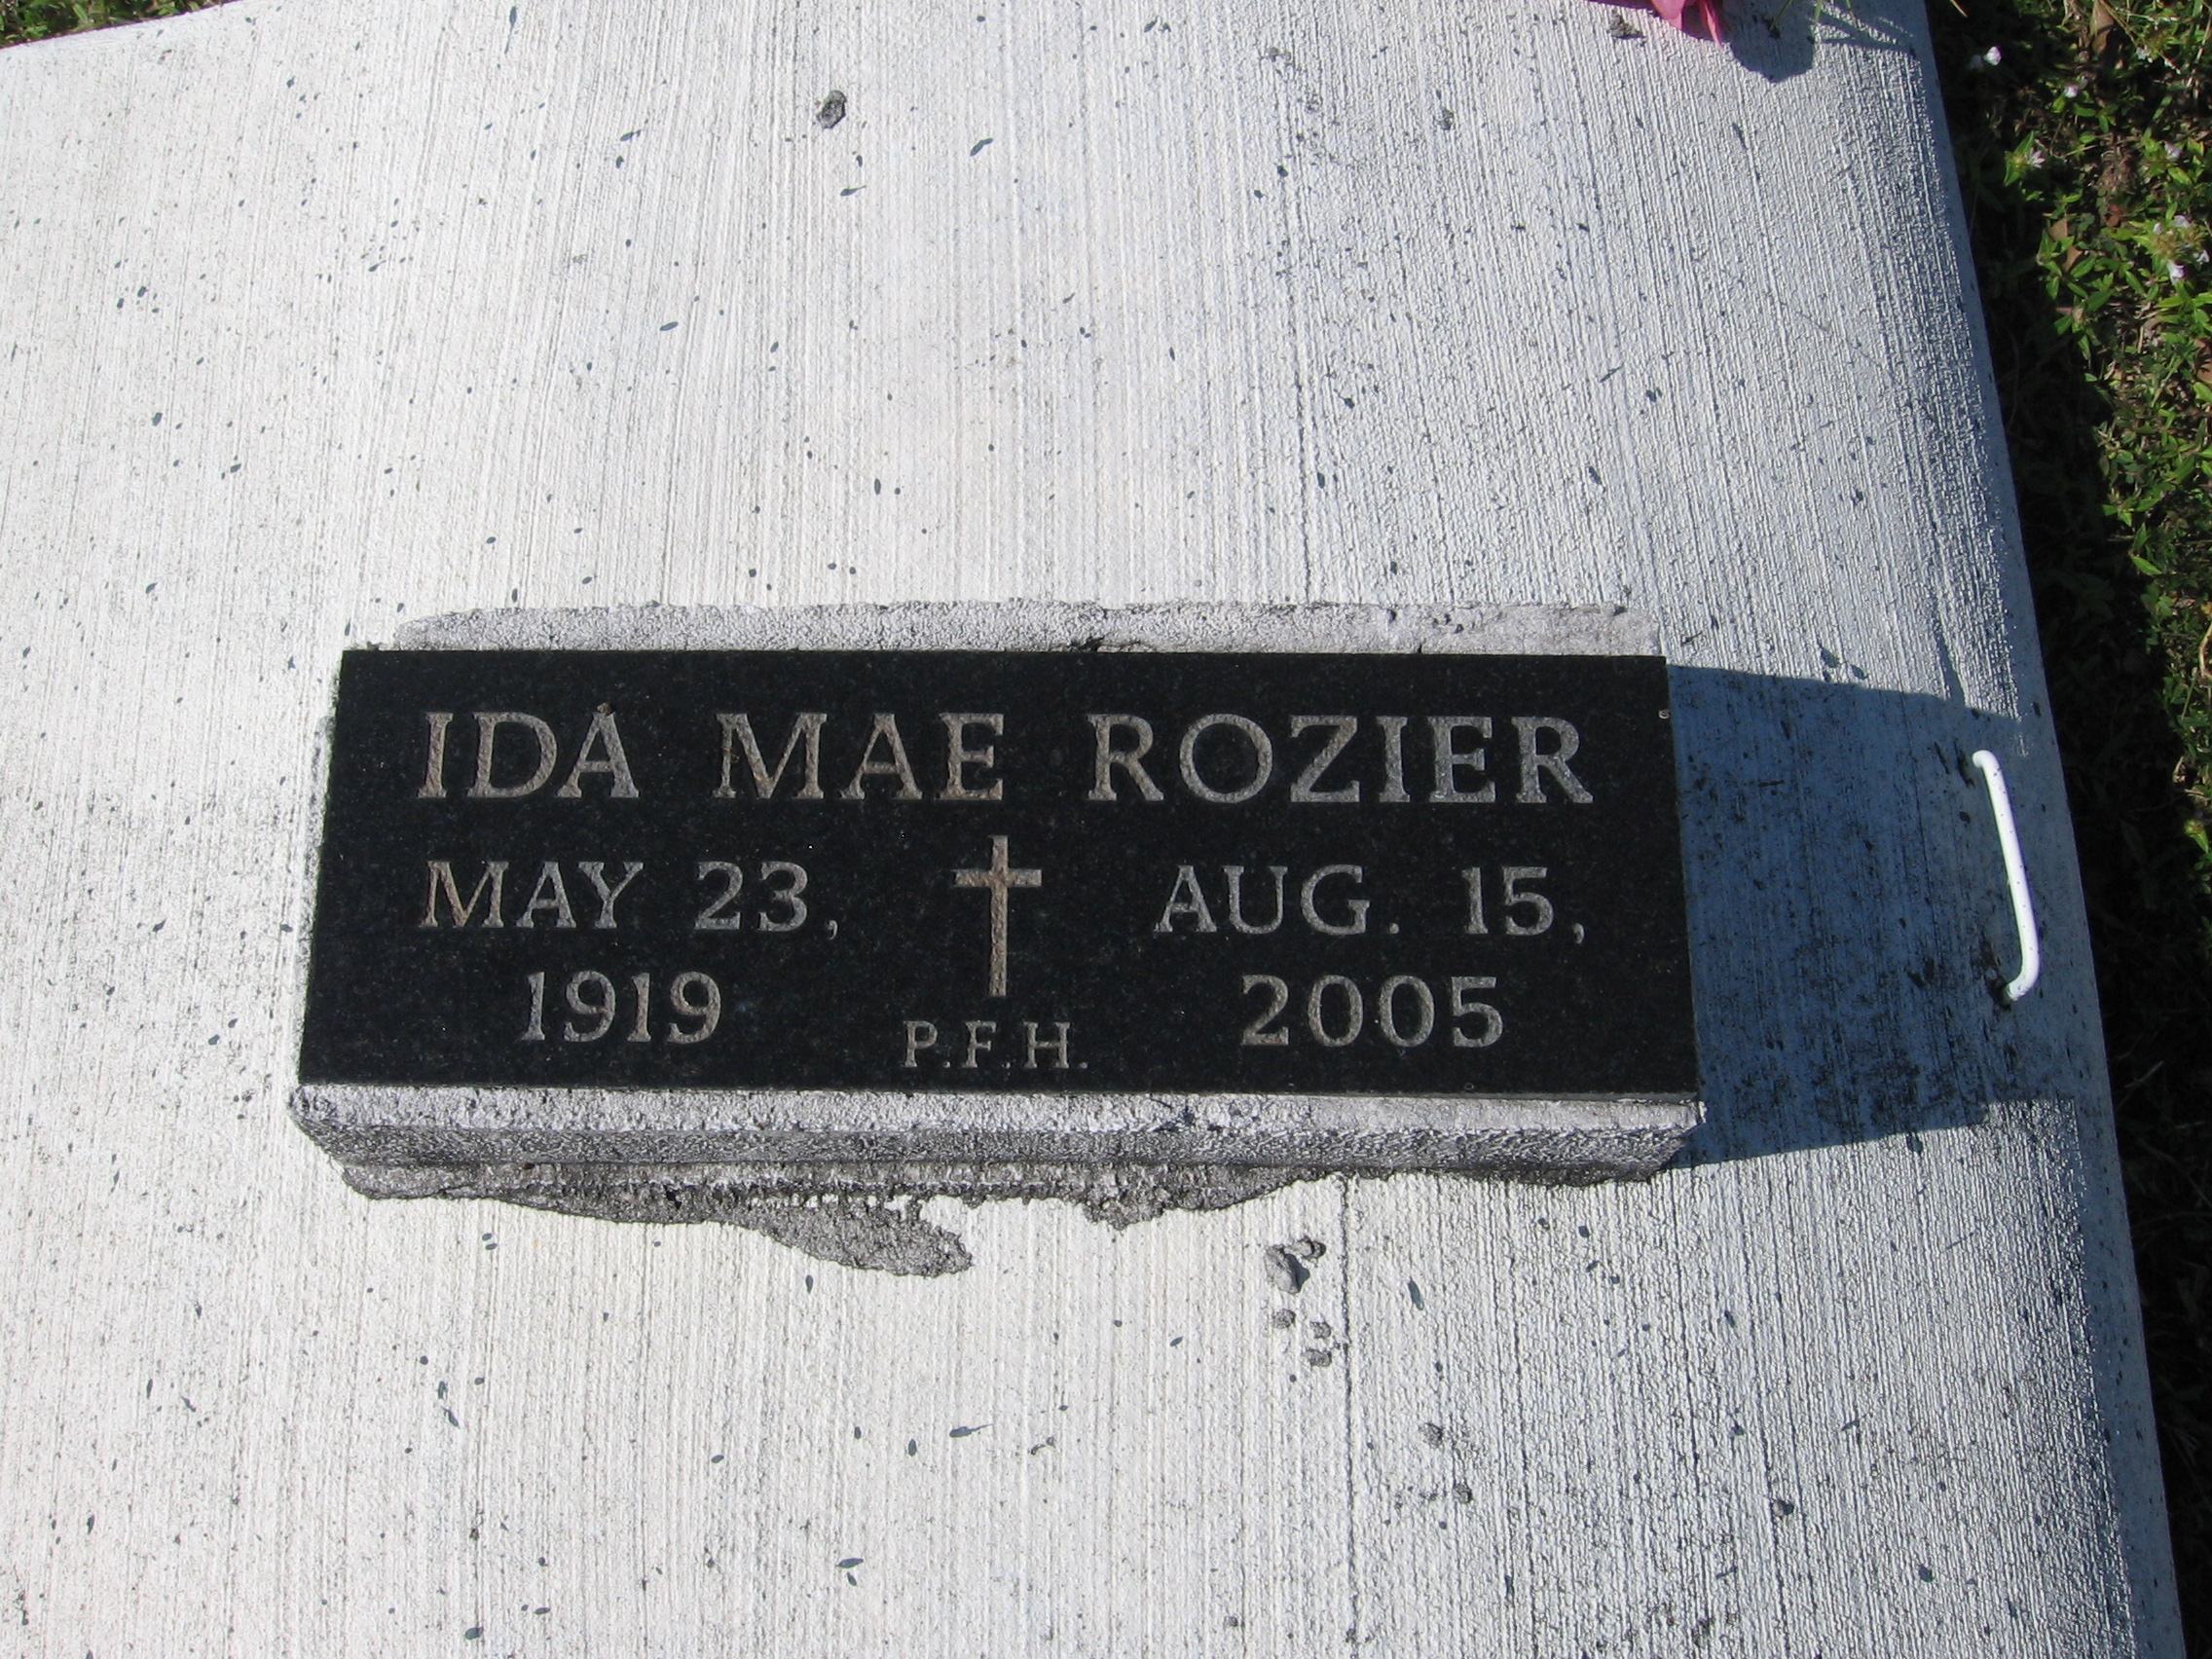 IDA MAE ROZIER
MAY 23, AUG. 15,
1919 2005
P.F.H.